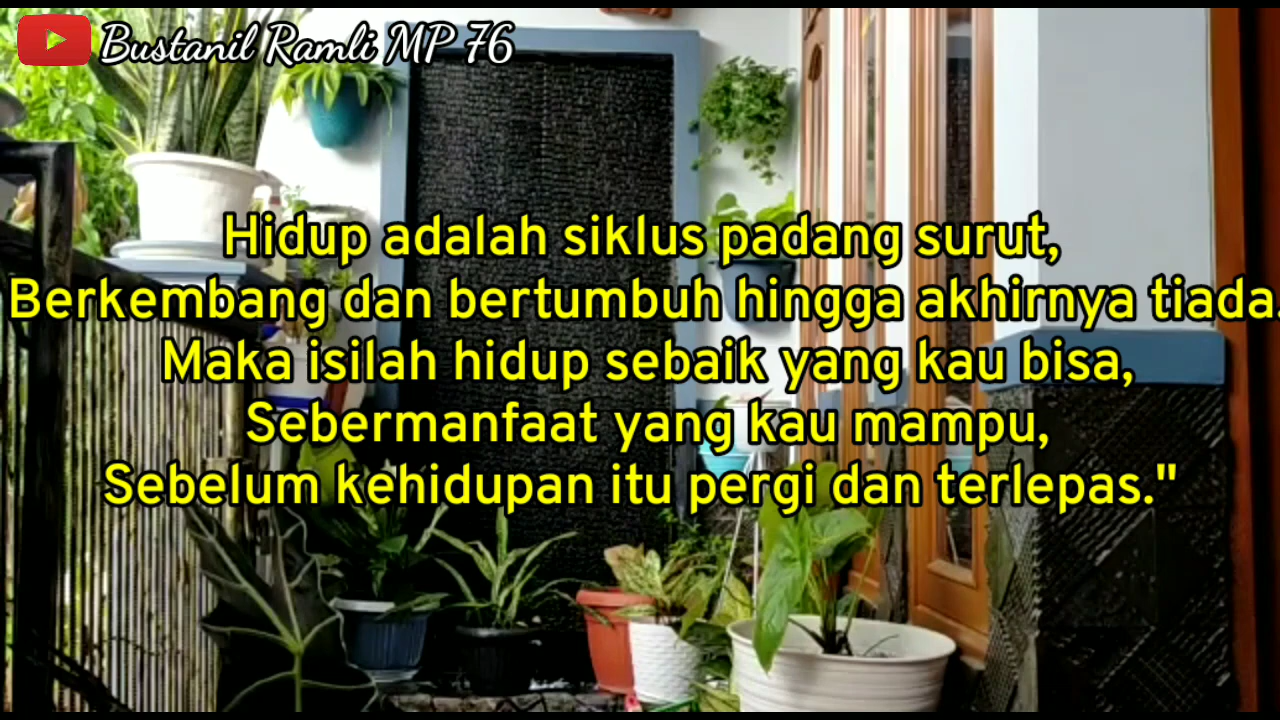 Bustanil Ramli MP 76
Hidup adalah siklus padang surut,
Berkembang dan bertumbuh hingga akhirnya tiada.
Maka isilah hidup sebaik yang kau bisa,
Sebermanfaat yang kau mampu,
Sebelum kehidupan itu pergi dan terlepas."